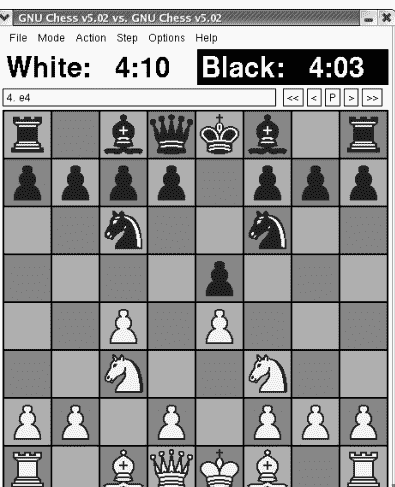 GNU Chess v5.02 vs. GNU Chess v5.02
File Mode Action Step Options Help
White: 4:10 Black: 4:03
4. e4 << < P > >>